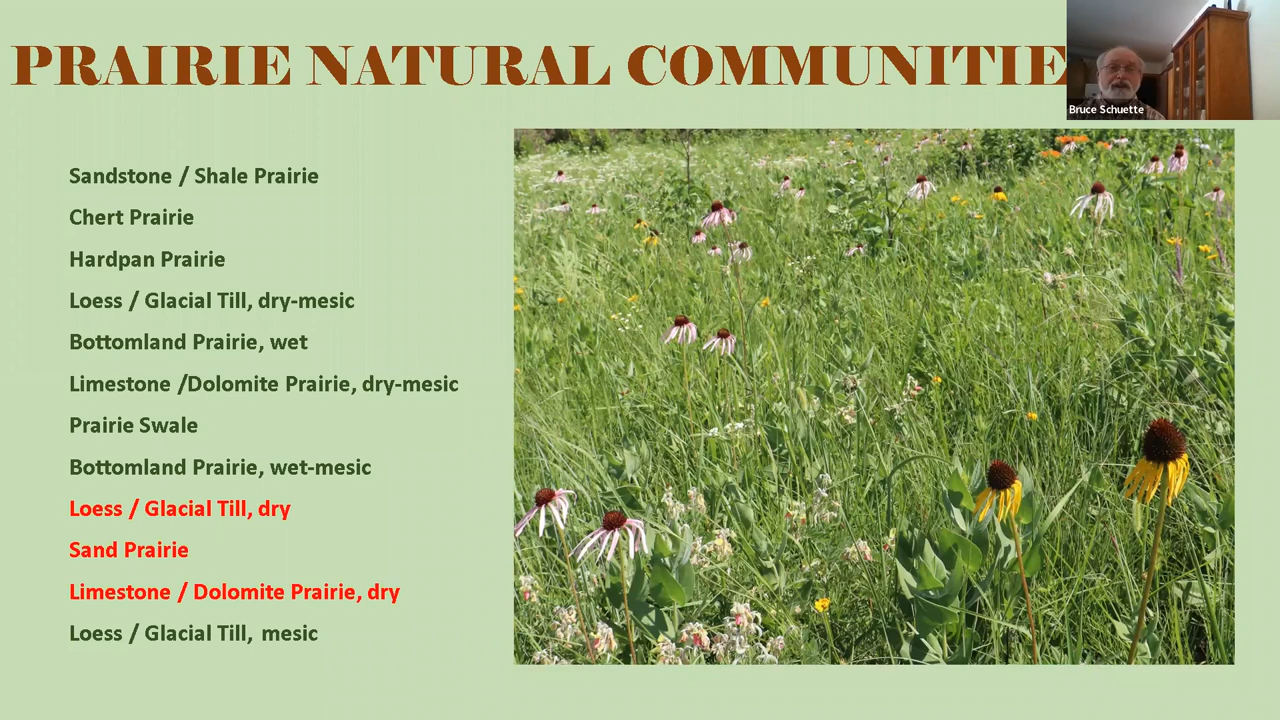 PRAIRIE NATURAL COMMUNITIE
Bruce Schuette
Sandstone / Shale Prairie
Chert Prairie
Hardpan Prairie
Loess / Glacial Till, dry-mesic
Bottomland Prairie, wet
Limestone /Dolomite Prairie, dry-mesic
Prairie Swale
Bottomland Prairie, wet-mesic
Loess / Glacial Till, dry
Sand Prairie
Limestone / Dolomite Prairie, dry
Loess / Glacial Till, mesic